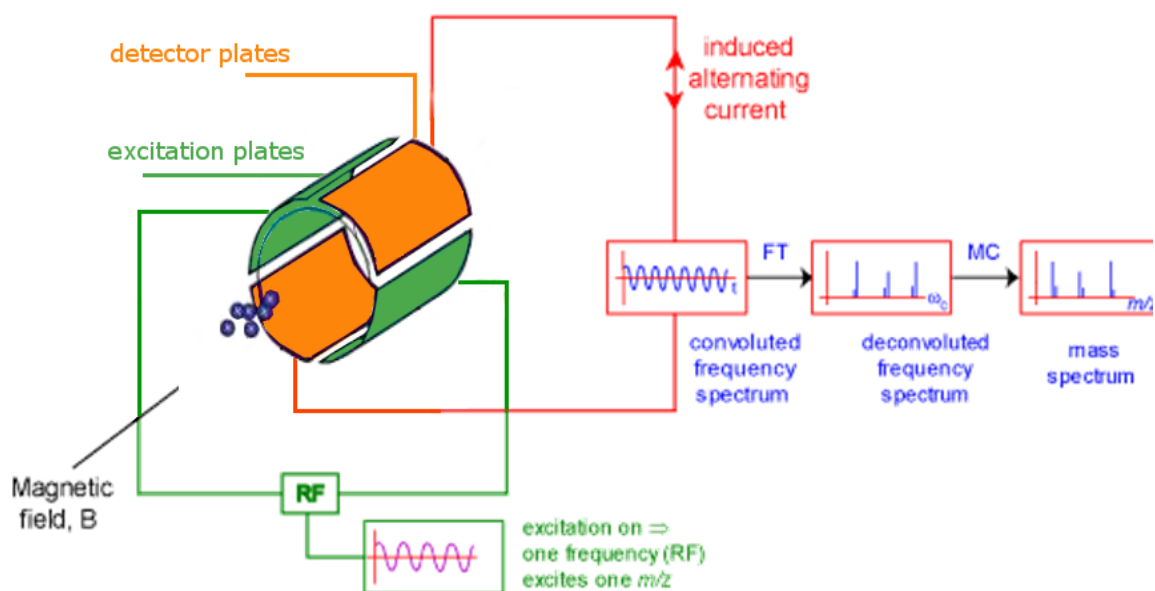 detector plates
excitation plates
induced
alternating
current
FT
MC
t
ω_c
m/z
convoluted
frequency
spectrum
deconvoluted
frequency
spectrum
mass
spectrum
Magnetic
field, B
RF
excitation on ⇒
one frequency (RF)
excites one m/z